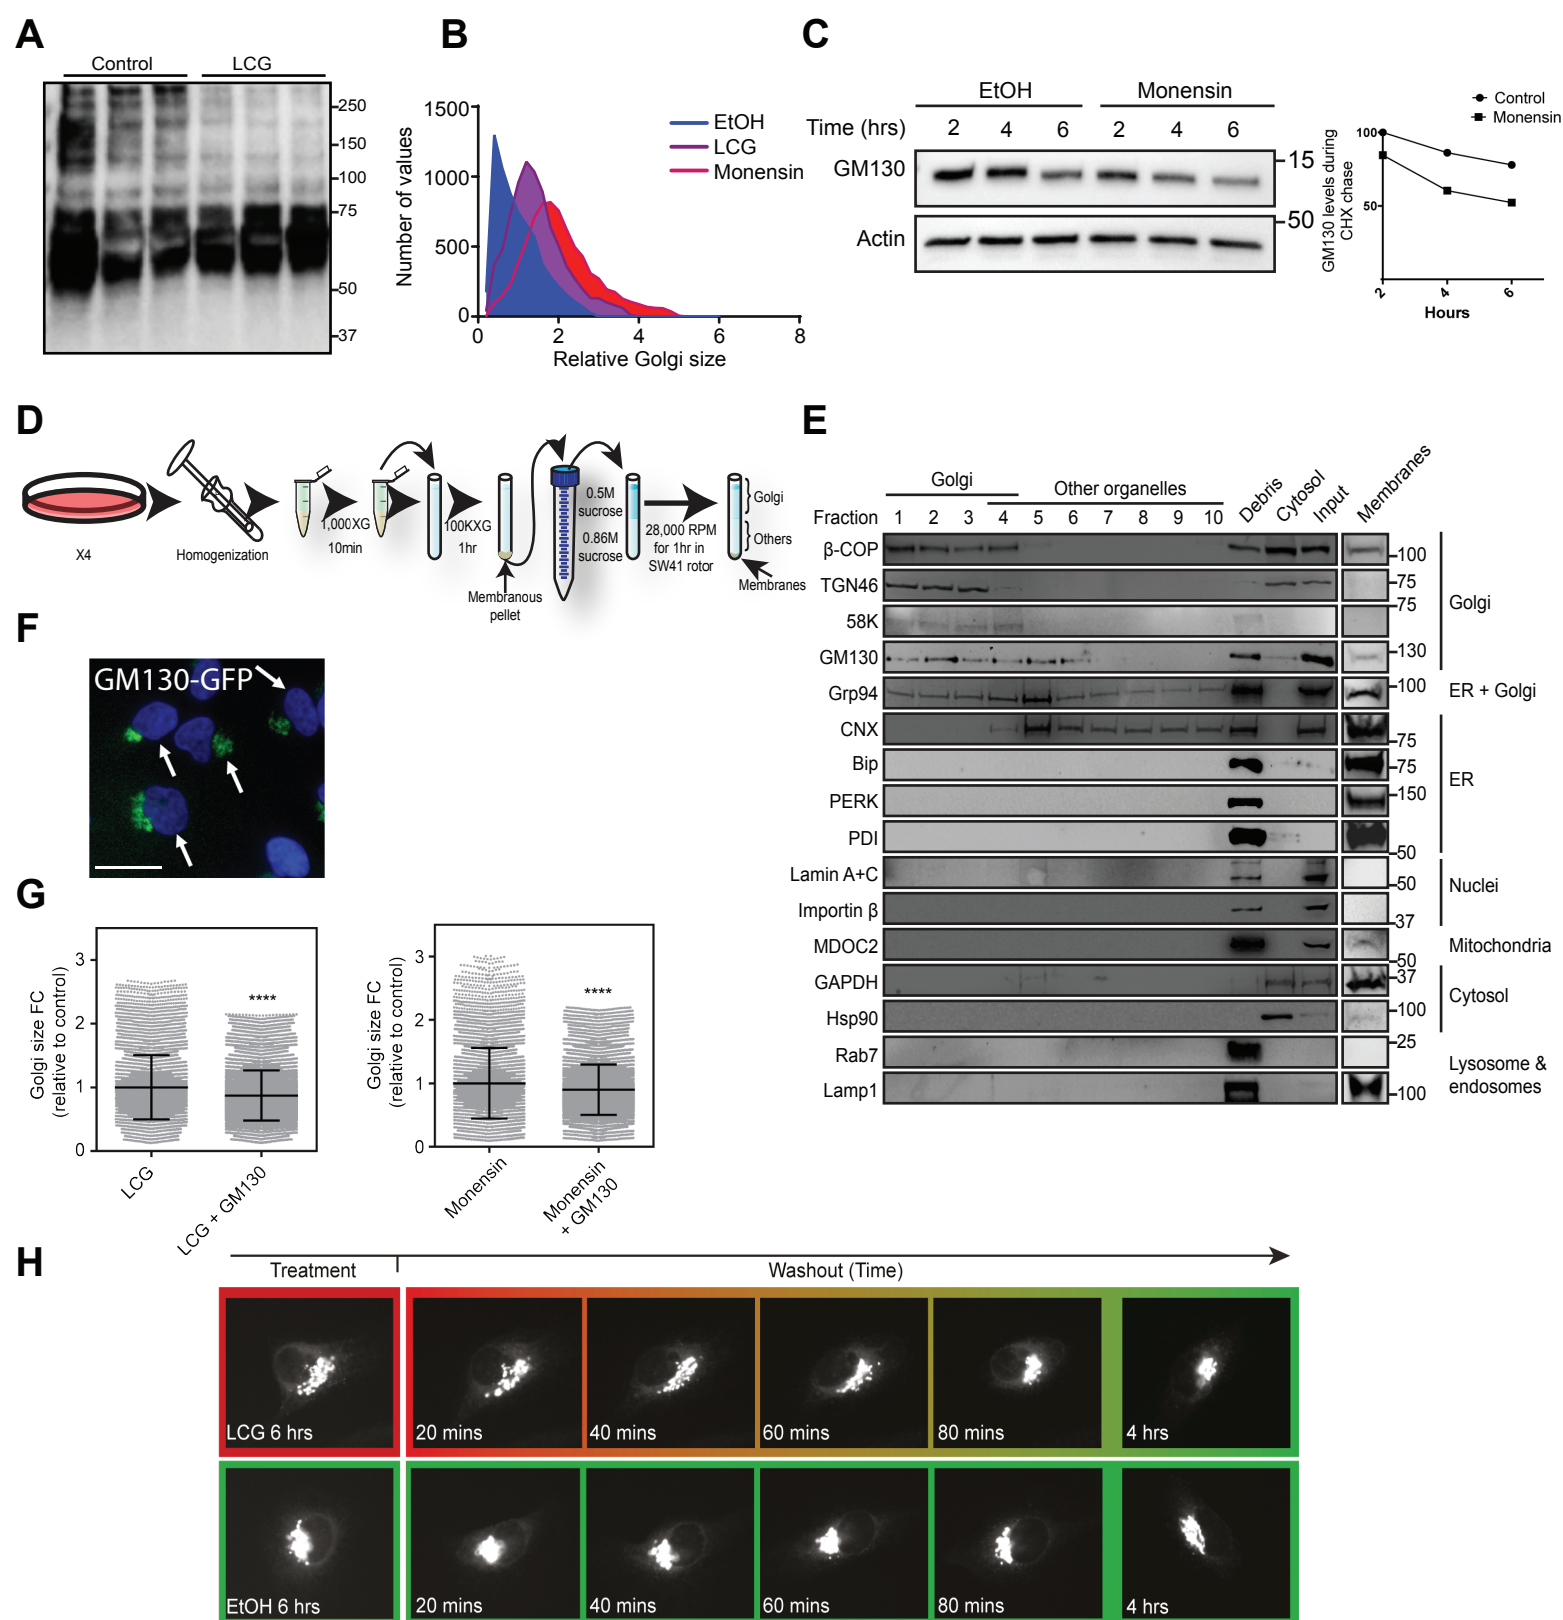 A
Control LCG
250
150
100
75
50
37
B
Number of values
1500
1000
500
0
0 2 4 6 8
Relative Golgi size
EtOH
LCG
Monensin
C
EtOH Monensin
Time (hrs) 2 4 6 2 4 6
GM130
15
Actin
50
Control
Monensin
GM130 levels during
CHX chase
100
50
2 4 6
Hours
D
X4
Homogenization
1,000XG
10min
100KXG
1hr
Membranous
pellet
0.5M
sucrose
0.86M
sucrose
28,000 RPM
for 1hr in
SW41 rotor
Golgi
Others
Membranes
E
Golgi Other organelles
Fraction 1 2 3 4 5 6 7 8 9 10 Debris Cytosol Input Membranes
β-COP 100
TGN46 75
58K 75
GM130 130
Golgi
Grp94 100 ER + Golgi
CNX 75
Bip 75
PERK 150
PDI 50
ER
Lamin A+C 50
Importin β 37
Nuclei
MDOC2 50 Mitochondria
GAPDH 37
Hsp90 100
Cytosol
Rab7 25
Lamp1 100
Lysosome &
endosomes
F
GM130-GFP
G
Golgi size FC
(relative to control)
3
2
1
0
****
LCG
LCG + GM130
Golgi size FC
(relative to control)
3
2
1
0
****
Monensin
Monensin
+ GM130
H
Treatment Washout (Time)
LCG 6 hrs 20 mins 40 mins 60 mins 80 mins 4 hrs
EtOH 6 hrs 20 mins 40 mins 60 mins 80 mins 4 hrs